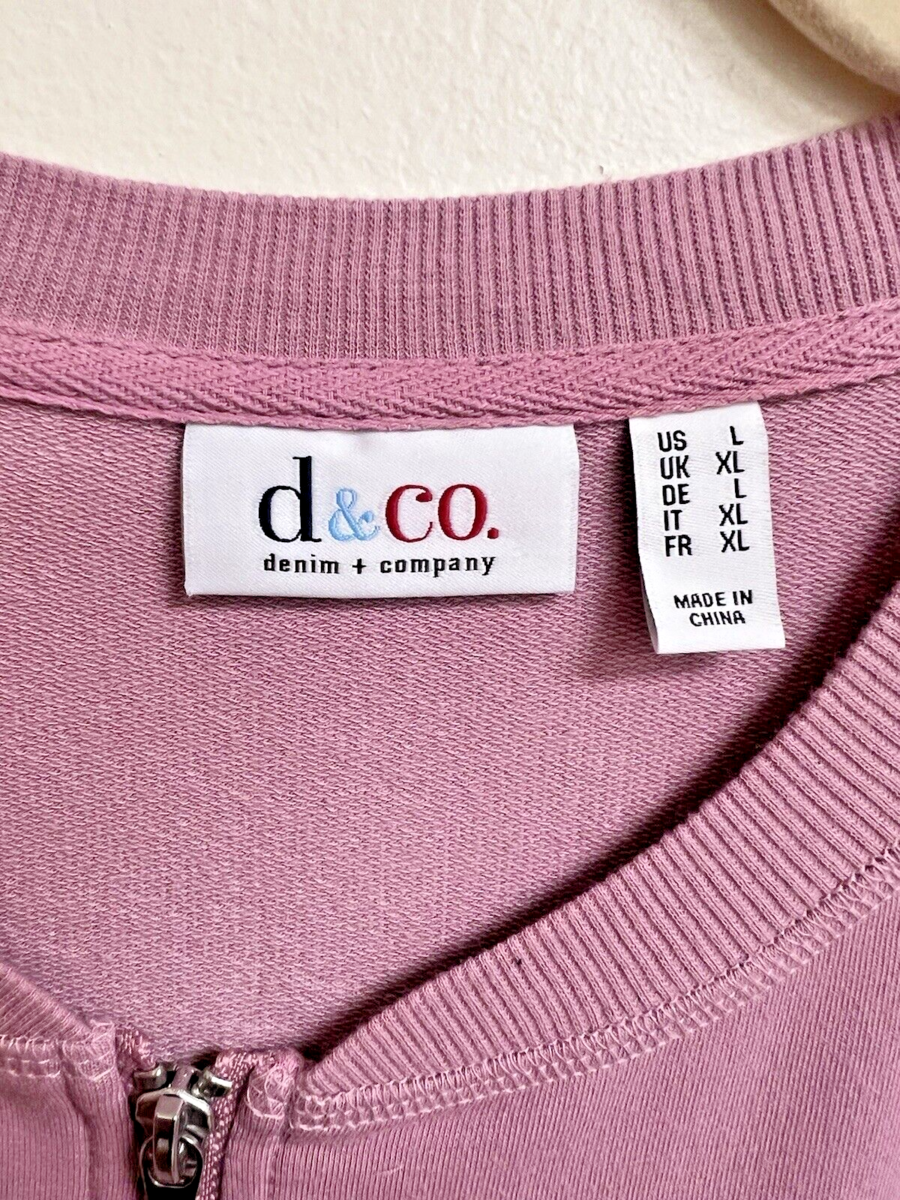 d&co.
denim + company
US L
UK XL
DE L
IT XL
FR XL
MADE IN
CHINA